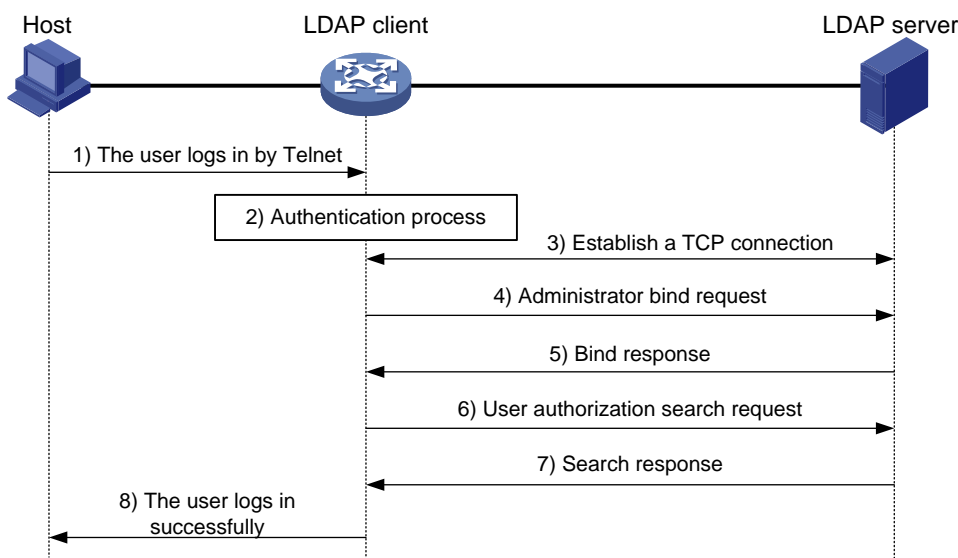 Host
LDAP client
LDAP server
1) The user logs in by Telnet
2) Authentication process
3) Establish a TCP connection
4) Administrator bind request
5) Bind response
6) User authorization search request
7) Search response
8) The user logs in
successfully